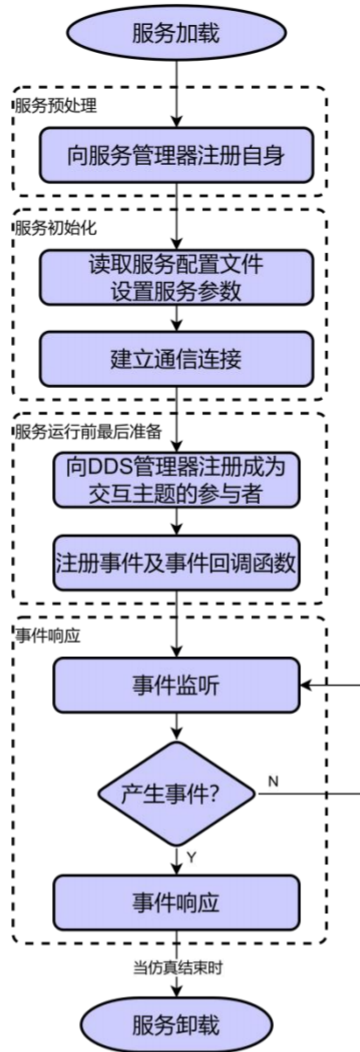 服务加载
服务预处理
向服务管理器注册自身
服务初始化
读取服务配置文件
设置服务参数
建立通信连接
服务运行前最后准备
向DDS管理器注册成为
交互主题的参与者
注册事件及事件回调函数
事件响应
事件监听
产生事件?
N
Y
事件响应
当仿真结束时
服务卸载